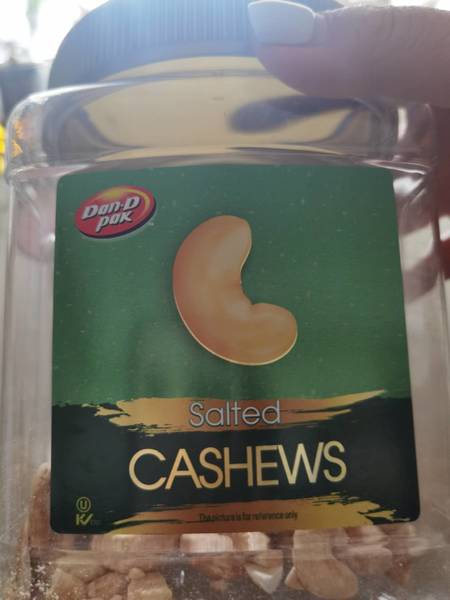 Dan-D
pak
Salted
CASHEWS
U
K
The picture is for reference only